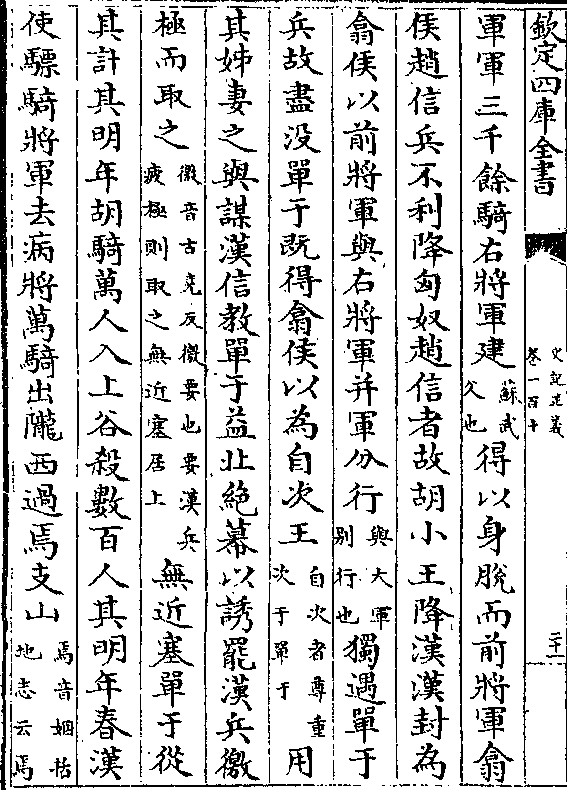 欽定四庫全書
史記正義
卷一百十
二十一
軍軍三千餘騎右將軍建蘇武父也得以身脫而前將軍翕
侯趙信兵不利降匈奴趙信者故胡小王降漢漢封為
翕侯以前將軍與右將軍并軍分行與大軍別行也獨遇單于
兵故盡没單于既得翕侯以為自次王自次者尊重次于單于用
其姊妻之與謀漢信教單于益北絕幕以誘罷漢兵徼
極而取之徼音古堯反徼要也要漢兵疲極則取之無近塞居上無近塞單于從
其計其明年胡騎萬人入上谷殺數百人其明年春漢
使驃騎將軍去病將萬騎出隴西過焉支山焉音姻括地志云焉